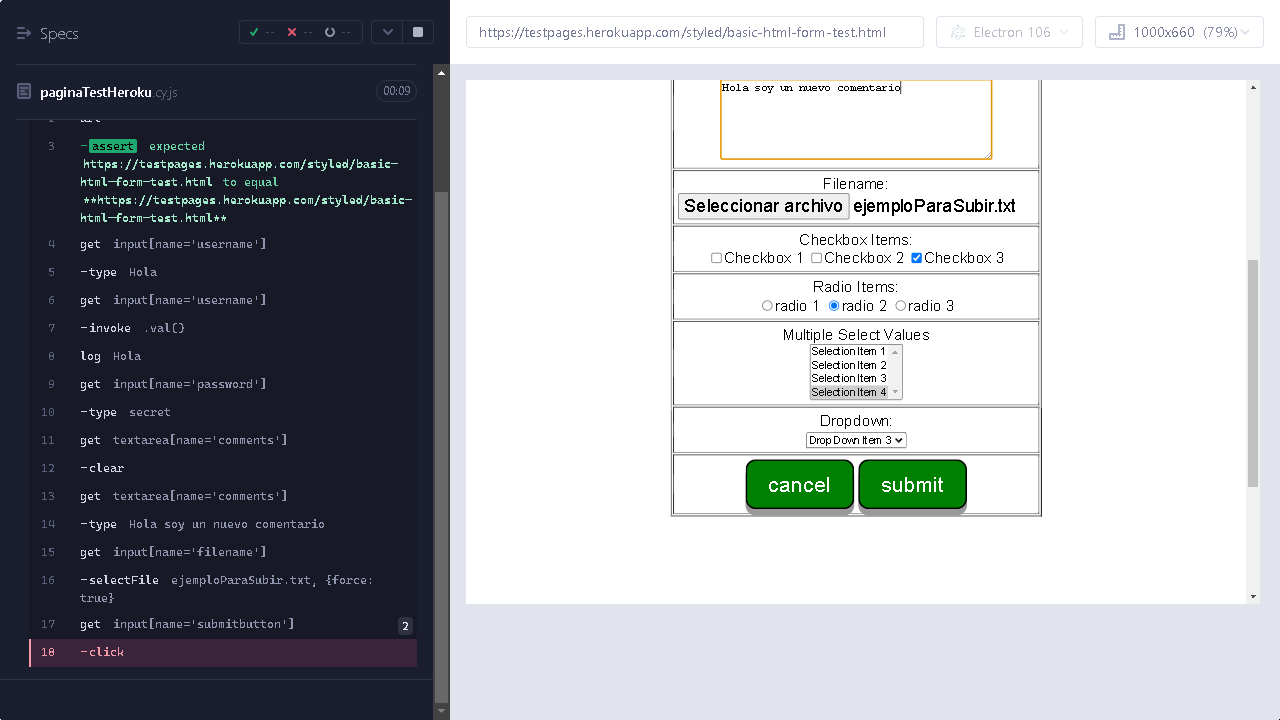 Specs
--
--
--
https://testpages.herokuapp.com/styled/basic-html-form-test.html
Electron 106
1000x660 (79%)
paginaTestHeroku cy.js
00:09
3 -assert expected
https://testpages.herokuapp.com/styled/basic-
html-form-test.html to equal
**https://testpages.herokuapp.com/styled/basic-
html-form-test.html**
4 get input[name='username']
5 -type Hola
6 get input[name='username']
7 -invoke .val()
8 log Hola
9 get input[name='password']
10 -type secret
11 get textarea[name='comments']
12 -clear
13 get textarea[name='comments']
14 -type Hola soy un nuevo comentario
15 get input[name='filename']
16 -selectFile ejemploParaSubir.txt, {force:
true}
17 get input[name='submitbutton'] 2
18 -click
Hola soy un nuevo comentario
Filename:
Seleccionar archivo ejemploParaSubir.txt
Checkbox Items:
Checkbox 1 Checkbox 2 Checkbox 3
Radio Items:
radio 1 radio 2 radio 3
Multiple Select Values
Selection Item 1
Selection Item 2
Selection Item 3
Selection Item 4
Dropdown:
Drop Down Item 3
cancel submit